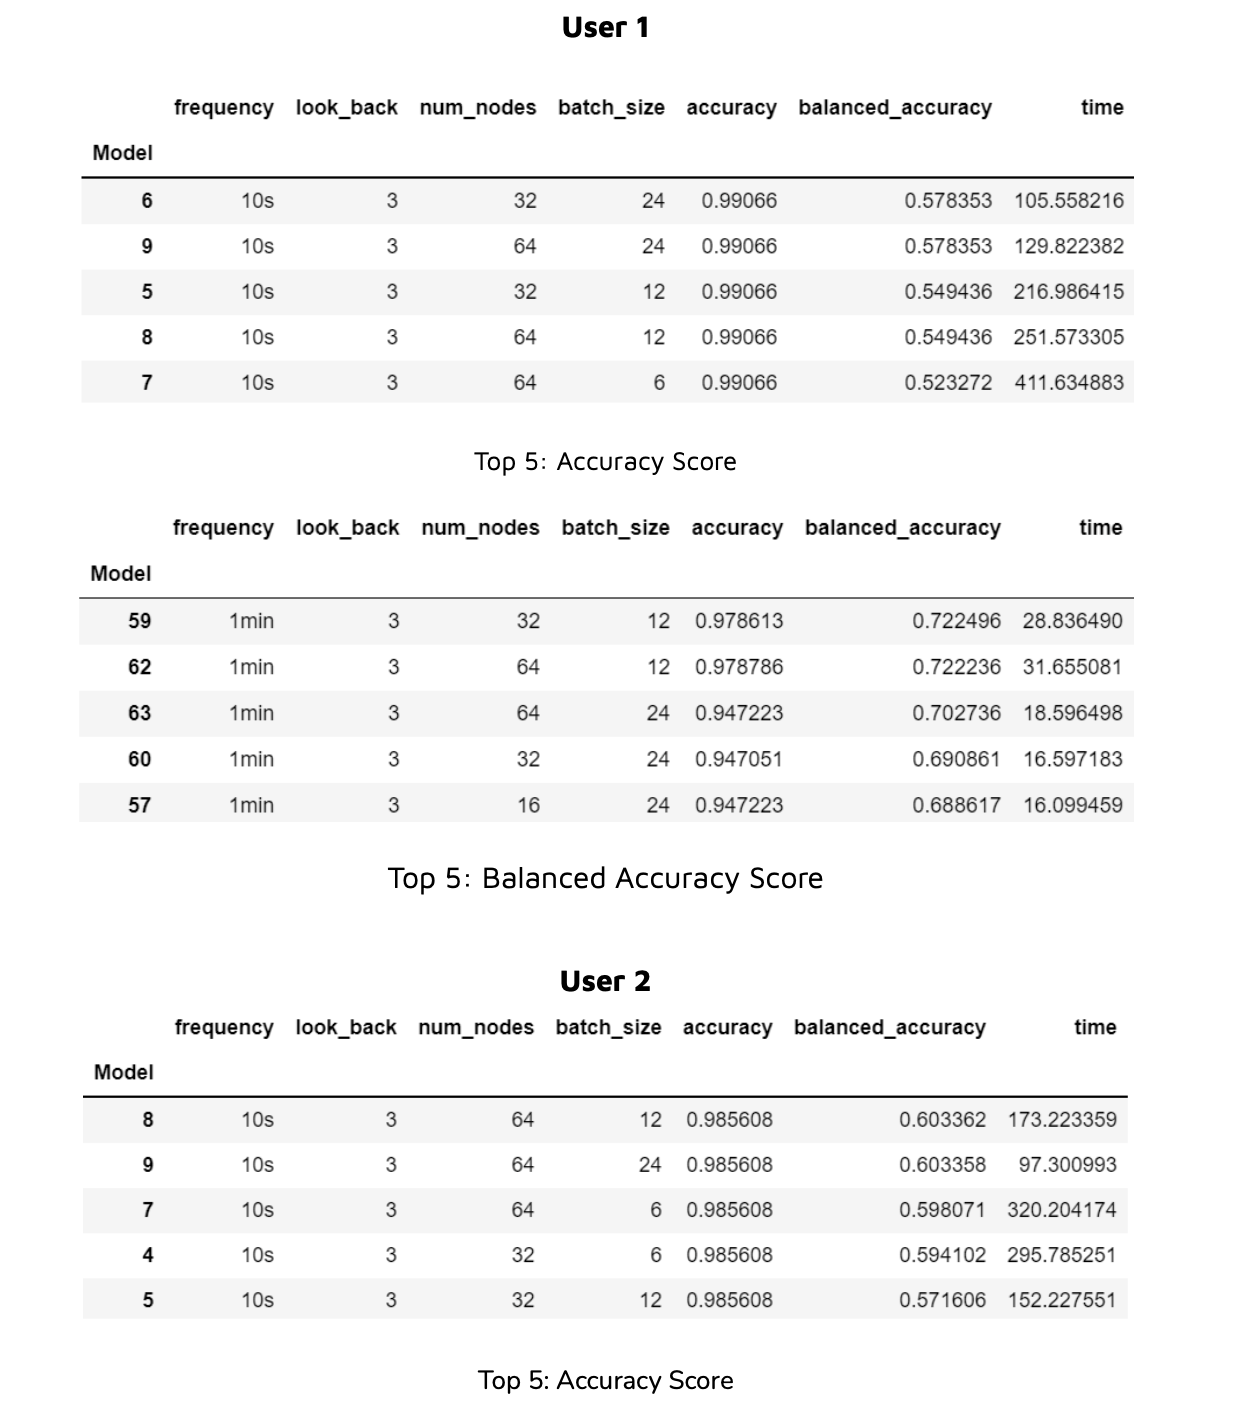 User 1
frequency look_back num_nodes batch_size accuracy balanced_accuracy time
Model
6 10s 3 32 24 0.99066 0.578353 105.558216
9 10s 3 64 24 0.99066 0.578353 129.822382
5 10s 3 32 12 0.99066 0.549436 216.986415
8 10s 3 64 12 0.99066 0.549436 251.573305
7 10s 3 64 6 0.99066 0.523272 411.634883
Top 5: Accuracy Score
frequency look_back num_nodes batch_size accuracy balanced_accuracy time
Model
59 1min 3 32 12 0.978613 0.722496 28.836490
62 1min 3 64 12 0.978786 0.722236 31.655081
63 1min 3 64 24 0.947223 0.702736 18.596498
60 1min 3 32 24 0.947051 0.690861 16.597183
57 1min 3 16 24 0.947223 0.688617 16.099459
Top 5: Balanced Accuracy Score
User 2
frequency look_back num_nodes batch_size accuracy balanced_accuracy time
Model
8 10s 3 64 12 0.985608 0.603362 173.223359
9 10s 3 64 24 0.985608 0.603358 97.300993
7 10s 3 64 6 0.985608 0.598071 320.204174
4 10s 3 32 6 0.985608 0.594102 295.785251
5 10s 3 32 12 0.985608 0.571606 152.227551
Top 5: Accuracy Score